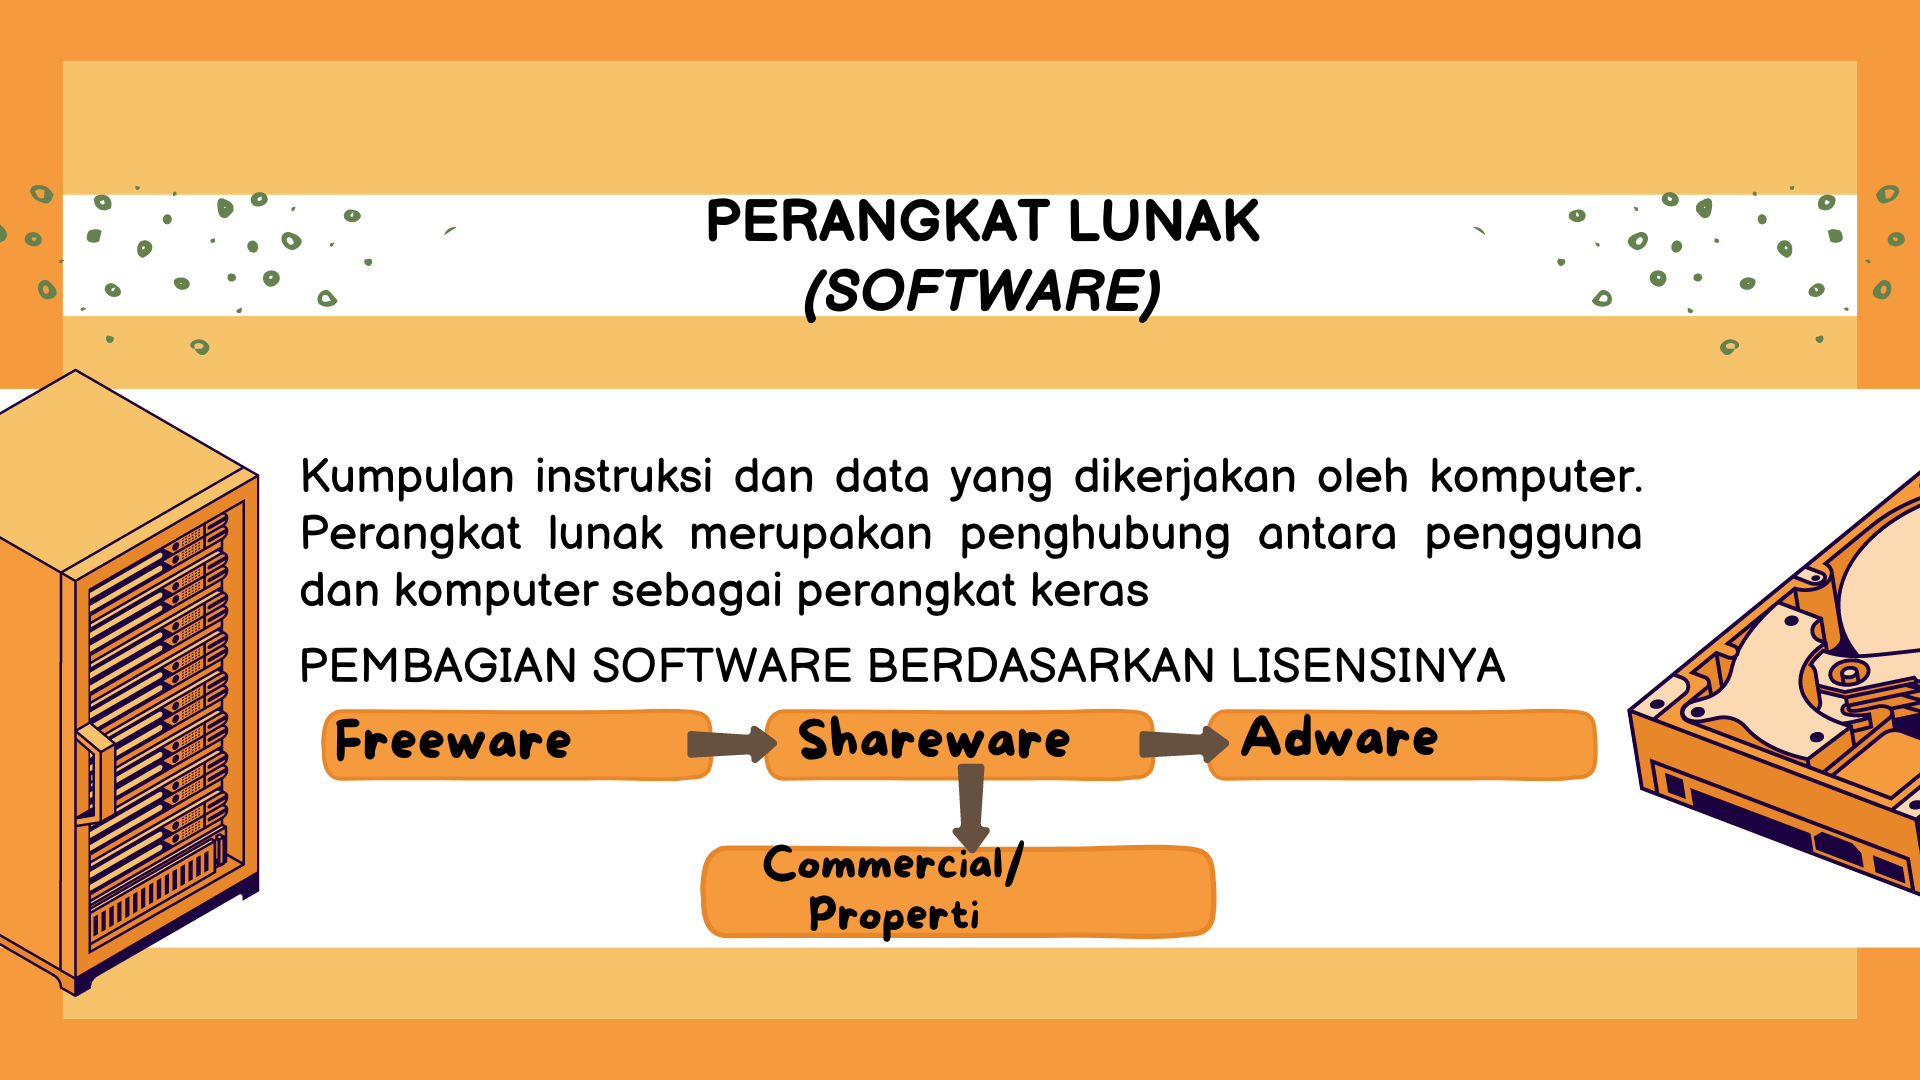 PERANGKAT LUNAK
(SOFTWARE)
Kumpulan instruksi dan data yang dikerjakan oleh komputer.
Perangkat lunak merupakan penghubung antara pengguna
dan komputer sebagai perangkat keras
PEMBAGIAN SOFTWARE BERDASARKAN LISENSINYA
Freeware
Shareware
Adware
Commercial/
Properti